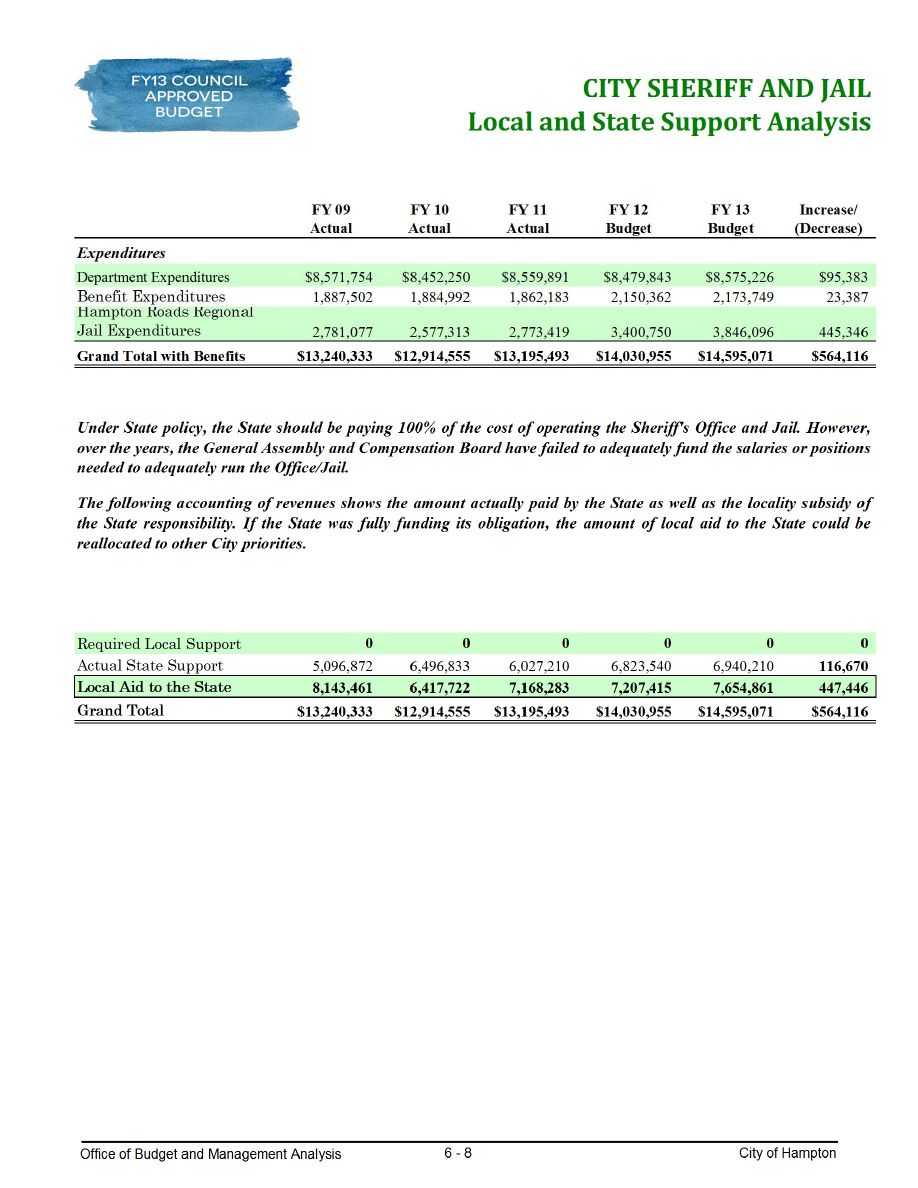 FY13 COUNCIL
APPROVED
BUDGET
CITY SHERIFF AND JAIL
Local and State Support Analysis
FY 09 FY 10 FY 11 FY 12 FY 13 Increase/
Actual Actual Actual Budget Budget (Decrease)
Expenditures
Department Expenditures $8,571,754 $8,452,250 $8,559,891 $8,479,843 $8,575,226 $95,383
Benefit Expenditures 1,887,502 1,884,992 1,862,183 2,150,362 2,173,749 23,387
Hampton Roads Regional
Jail Expenditures 2,781,077 2,577,313 2,773,419 3,400,750 3,846,096 445,346
Grand Total with Benefits $13,240,333 $12,914,555 $13,195,493 $14,030,955 $14,595,071 $564,116
Under State policy, the State should be paying 100% of the cost of operating the Sheriff's Office and Jail. However,
over the years, the General Assembly and Compensation Board have failed to adequately fund the salaries or positions
needed to adequately run the Office/Jail.
The following accounting of revenues shows the amount actually paid by the State as well as the locality subsidy of
the State responsibility. If the State was fully funding its obligation, the amount of local aid to the State could be
reallocated to other City priorities.
Required Local Support 0 0 0 0 0 0
Actual State Support 5,096,872 6,496,833 6,027,210 6,823,540 6,940,210 116,670
Local Aid to the State 8,143,461 6,417,722 7,168,283 7,207,415 7,654,861 447,446
Grand Total $13,240,333 $12,914,555 $13,195,493 $14,030,955 $14,595,071 $564,116
Office of Budget and Management Analysis 6 - 8 City of Hampton